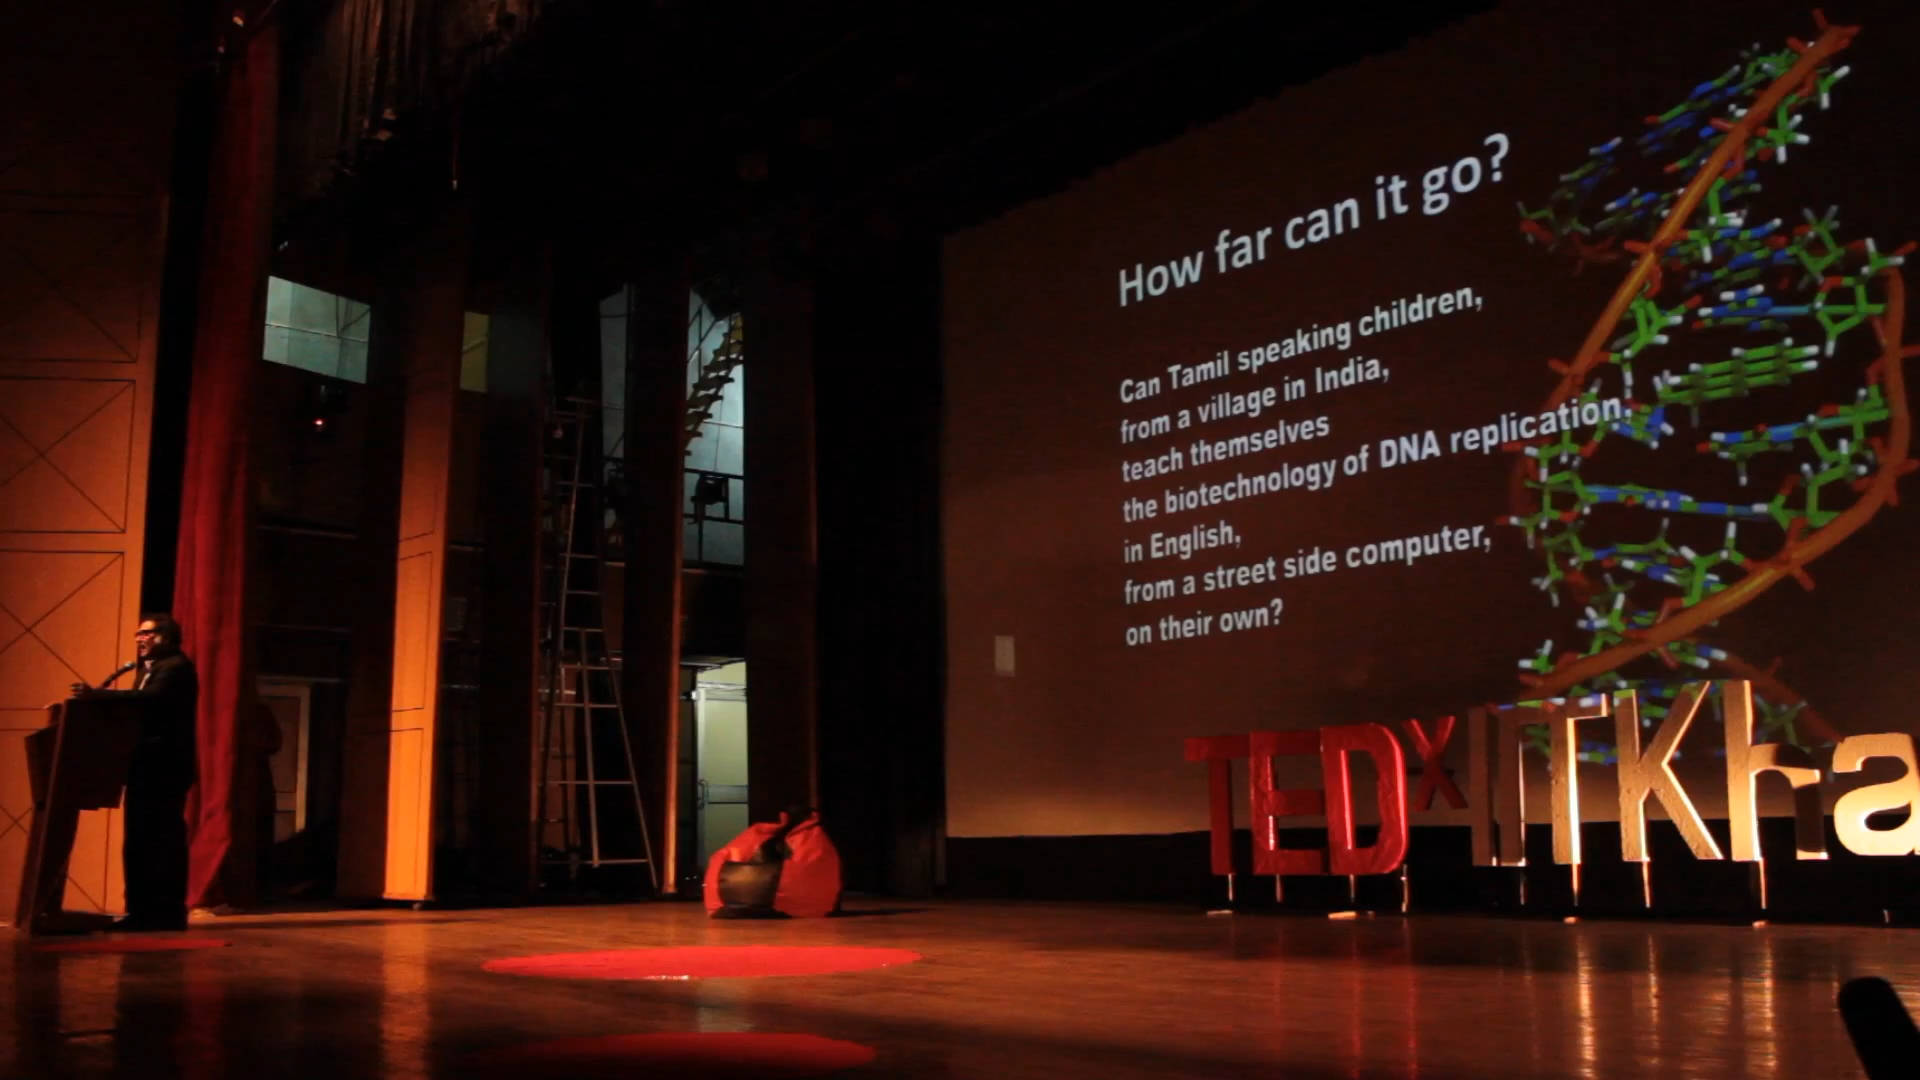 How far can it go?
Can Tamil speaking children,
from a village in India,
teach themselves
the biotechnology of DNA replication,
in English,
from a street side computer,
on their own?
TEDxIITKha